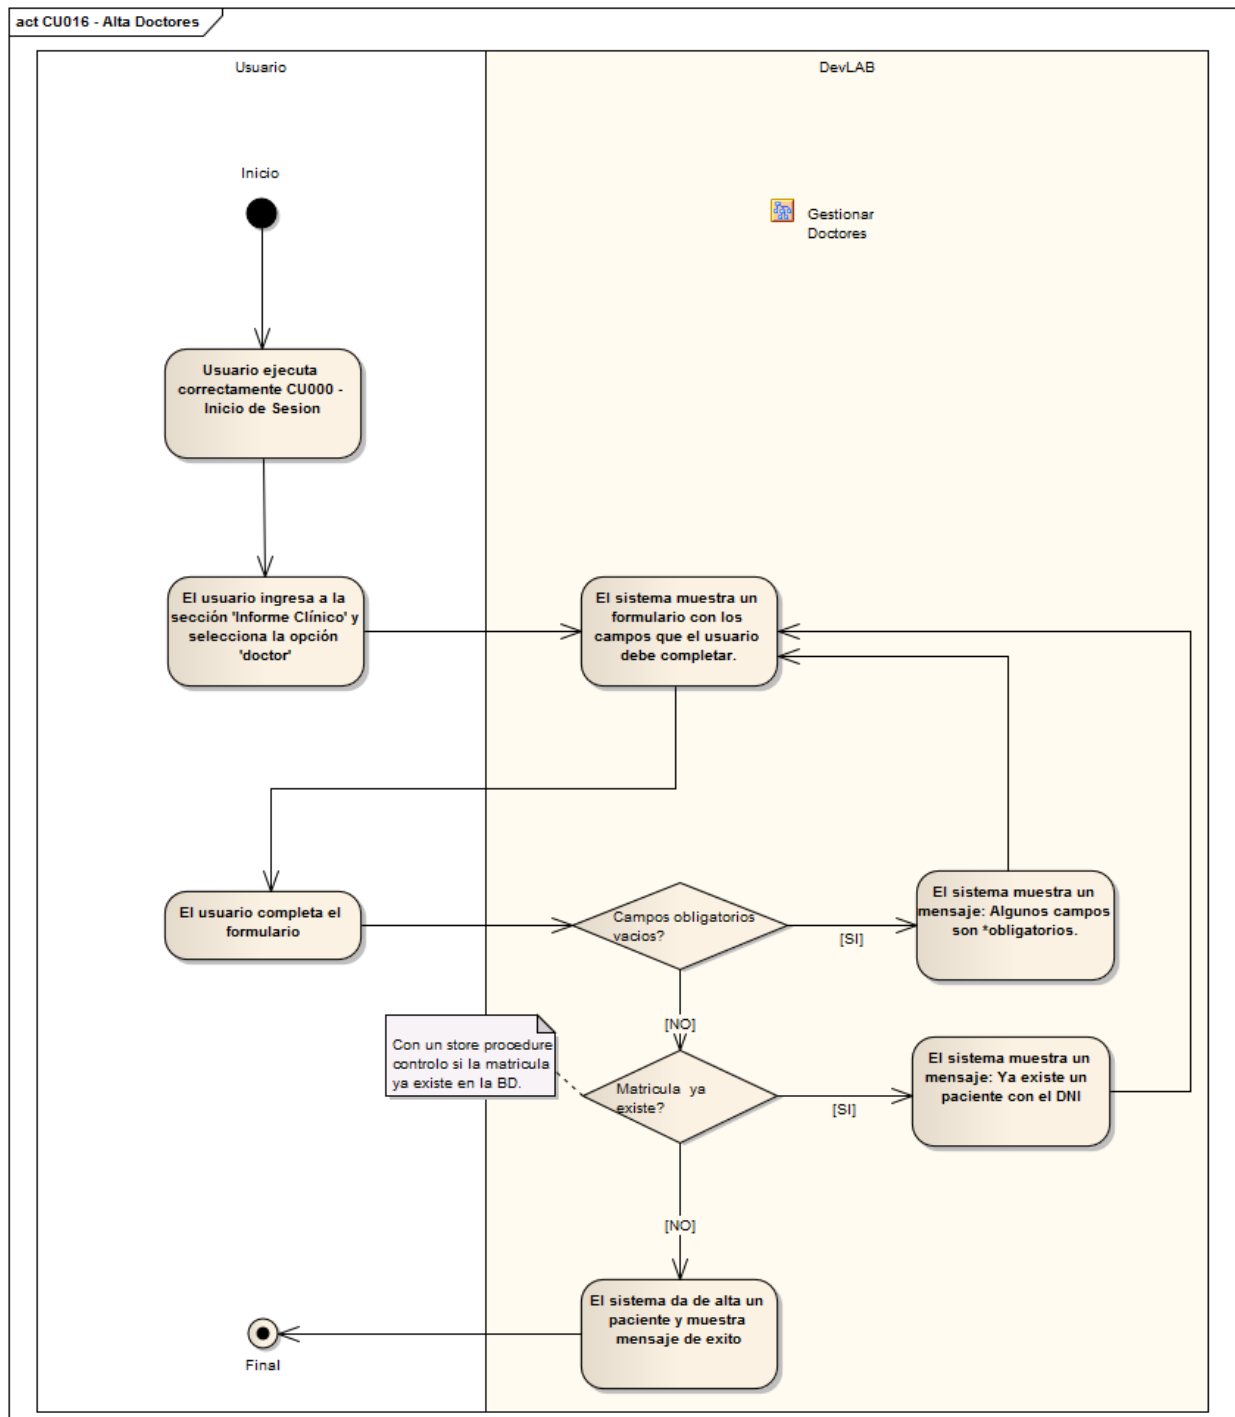 act CU016 - Alta Doctores
Usuario
DevLAB
Inicio
Gestionar
Doctores
Usuario ejecuta
correctamente CU000 -
Inicio de Sesion
El usuario ingresa a la
sección 'Informe Clínico' y
selecciona la opción
'doctor'
El sistema muestra un
formulario con los
campos que el usuario
debe completar.
El usuario completa el
formulario
Campos obligatorios
vacios?
[SI]
El sistema muestra un
mensaje: Algunos campos
son *obligatorios.
[NO]
Con un store procedure
controlo si la matricula
ya existe en la BD.
Matricula ya
existe?
[SI]
El sistema muestra un
mensaje: Ya existe un
paciente con el DNI
[NO]
El sistema da de alta un
paciente y muestra
mensaje de exito
Final